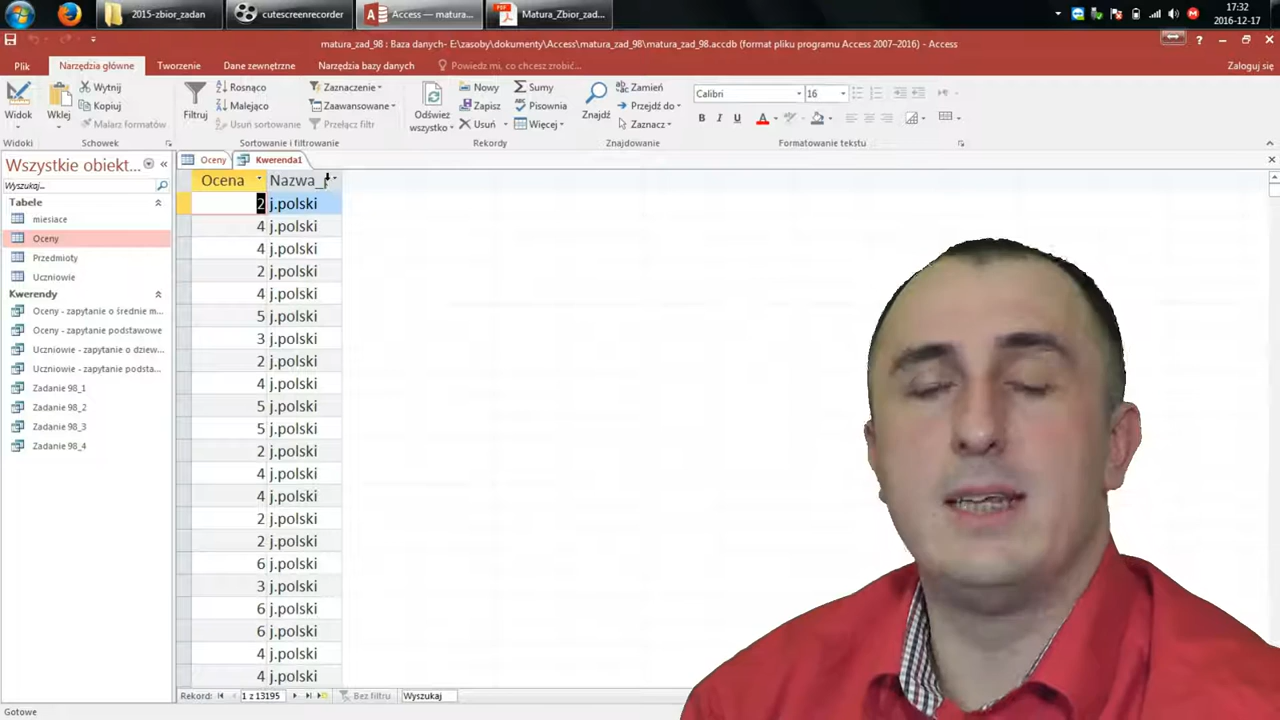 2015-zbior_zadan
cutescreenrecorder
Access — matura...
Matura_Zbior_zad...
17:32
2016-12-17
matura_zad_98 : Baza danych- E:\zasoby\dokumenty\Access\matura_zad_98\matura_zad_98.accdb (format pliku programu Access 2007–2016) - Access
Plik
Narzędzia główne
Tworzenie
Dane zewnętrzne
Narzędzia bazy danych
Powiedz mi, co chcesz zrobić...
Zaloguj się
Widok
Wklej
Wytnij
Kopiuj
Malarz formatów
Filtruj
Rosnąco
Malejąco
Usuń sortowanie
Znaczenie
Zaawansowane
Przełącz filtr
Odśwież wszystko
Nowy
Zapisz
Usuń
Sumy
Pisownia
Więcej
Znajdź
Zamień
Przejdź do
Zaznacz
Calibri
16
B I U
A
Widoki
Schowek
Sortowanie i filtrowanie
Rekordy
Znajdowanie
Formatowanie tekstu
Wszystkie obiekt...
Wyszukaj...
Tabele
miesiace
Oceny
Przedmioty
Uczniowie
Kwerendy
Oceny - zapytanie o średnie m...
Oceny - zapytanie podstawowe
Uczniowie - zapytanie o dziew...
Uczniowie - zapytanie podsta...
Zadanie 98_1
Zadanie 98_2
Zadanie 98_3
Zadanie 98_4
Oceny
Kwerenda1
Ocena Nazwa_
2 j.polski
4 j.polski
4 j.polski
2 j.polski
4 j.polski
5 j.polski
3 j.polski
2 j.polski
4 j.polski
5 j.polski
5 j.polski
2 j.polski
4 j.polski
4 j.polski
2 j.polski
2 j.polski
6 j.polski
3 j.polski
6 j.polski
6 j.polski
4 j.polski
4 j.polski
Rekord: 1 z 13195
Bez filtru
Wyszukaj
Gotowe